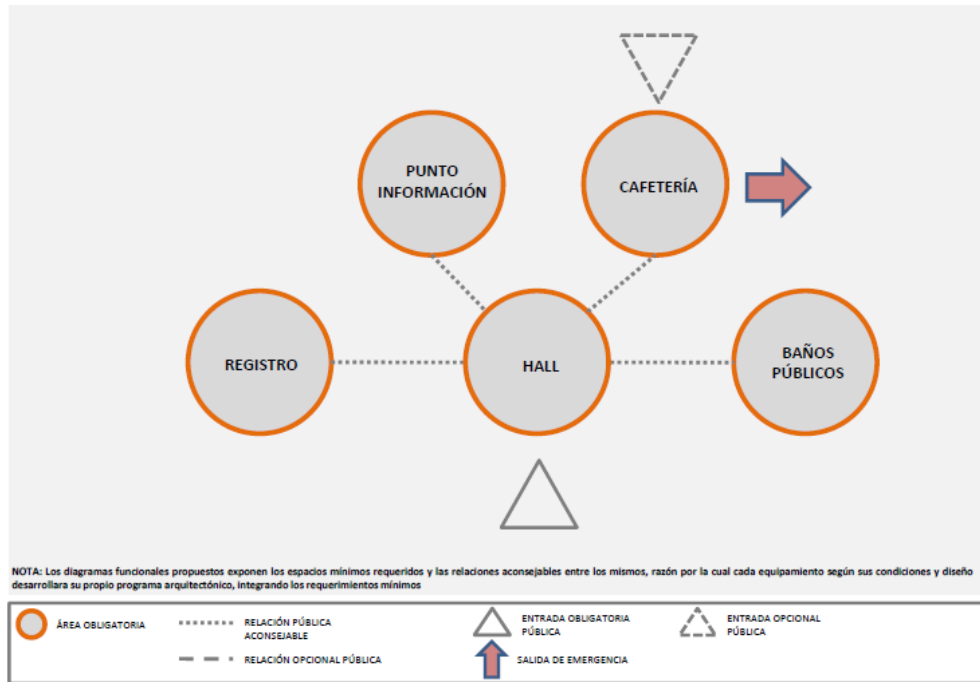 PUNTO
INFORMACIÓN
CAFETERÍA
REGISTRO
HALL
BAÑOS
PÚBLICOS
NOTA: Los diagramas funcionales propuestos exponen los espacios mínimos requeridos y las relaciones aconsejables entre los mismos, razón por la cual cada equipamiento según sus condiciones y diseño
desarrollara su propio programa arquitectónico, integrando los requerimientos mínimos
ÁREA OBLIGATORIA
RELACIÓN PÚBLICA
ACONSEJABLE
RELACIÓN OPCIONAL PÚBLICA
ENTRADA OBLIGATORIA
PÚBLICA
SALIDA DE EMERGENCIA
ENTRADA OPCIONAL
PÚBLICA